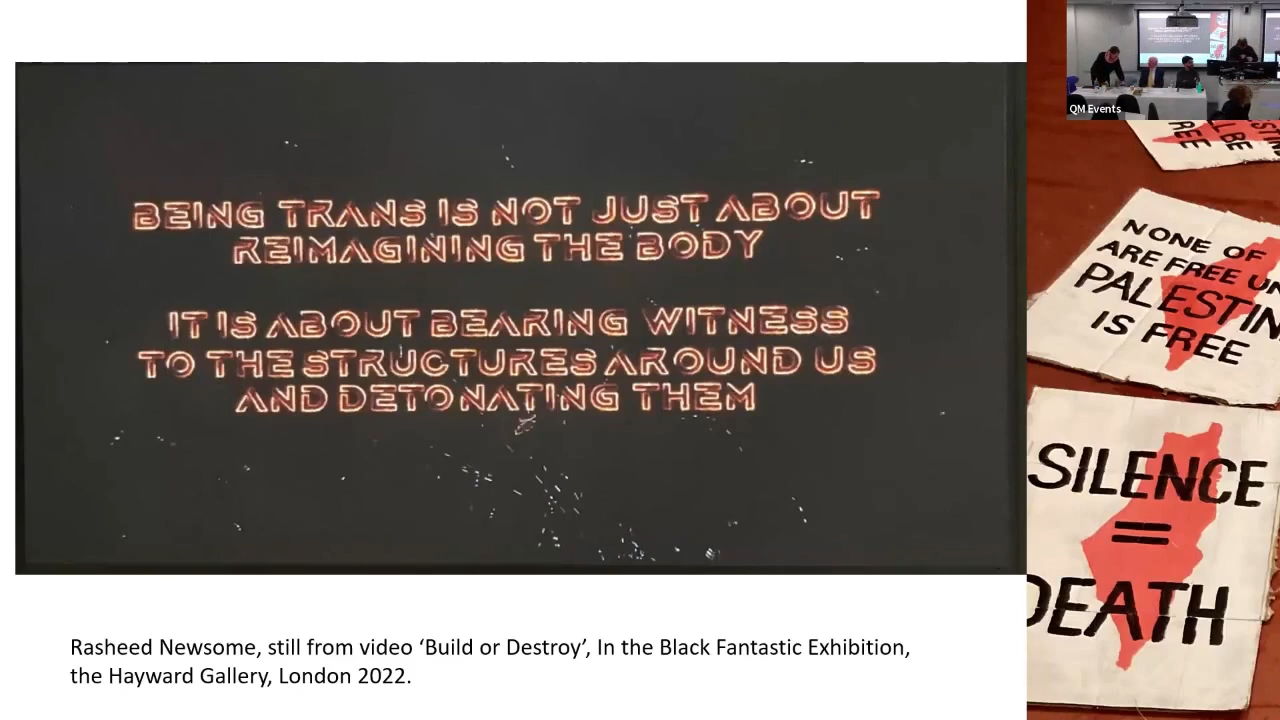 BEING TRANS IS NOT JUST ABOUT
REIMAGINING THE BODY
IT IS ABOUT BEARING WITNESS
TO THE STRUCTURES AROUND US
AND DETONATING THEM
Rasheed Newsome, still from video ‘Build or Destroy’, In the Black Fantastic Exhibition,
the Hayward Gallery, London 2022.
QM Events
NONE OF
ARE FREE UN
PALESTIN
IS FREE
SILENCE
=
DEATH